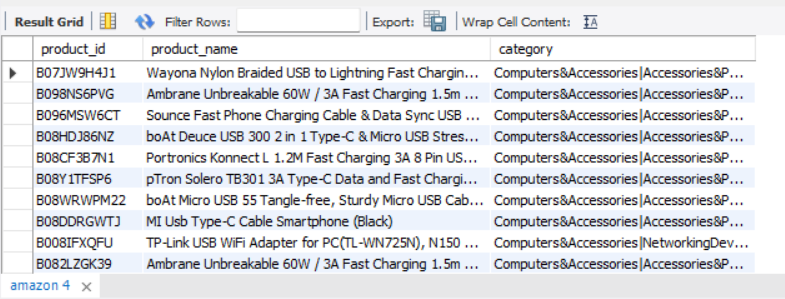 Result Grid Filter Rows: Export: Wrap Cell Content: IA
product_id product_name category
B07JW9H4J1 Wayona Nylon Braided USB to Lightning Fast Chargin... Computers&Accessories|Accessories&P...
B098NS6PVG Ambrane Unbreakable 60W / 3A Fast Charging 1.5m ... Computers&Accessories|Accessories&P...
B096MSW6CT Sounce Fast Phone Charging Cable & Data Sync USB ... Computers&Accessories|Accessories&P...
B08HDJ86NZ boAt Deuce USB 300 2 in 1 Type-C & Micro USB Stres... Computers&Accessories|Accessories&P...
B08CF3B7N1 Portronics Konnect L 1.2M Fast Charging 3A 8 Pin US... Computers&Accessories|Accessories&P...
B08Y1TFSP6 pTron Solero TB301 3A Type-C Data and Fast Chargi... Computers&Accessories|Accessories&P...
B08WRWPM22 boAt Micro USB 55 Tangle-free, Sturdy Micro USB Cab... Computers&Accessories|Accessories&P...
B08DDRGWTJ MI Usb Type-C Cable Smartphone (Black) Computers&Accessories|Accessories&P...
B008IFXQFU TP-Link USB WiFi Adapter for PC(TL-WN725N), N150 ... Computers&Accessories|NetworkingDev...
B082LZGK39 Ambrane Unbreakable 60W / 3A Fast Charging 1.5m ... Computers&Accessories|Accessories&P...
amazon 4